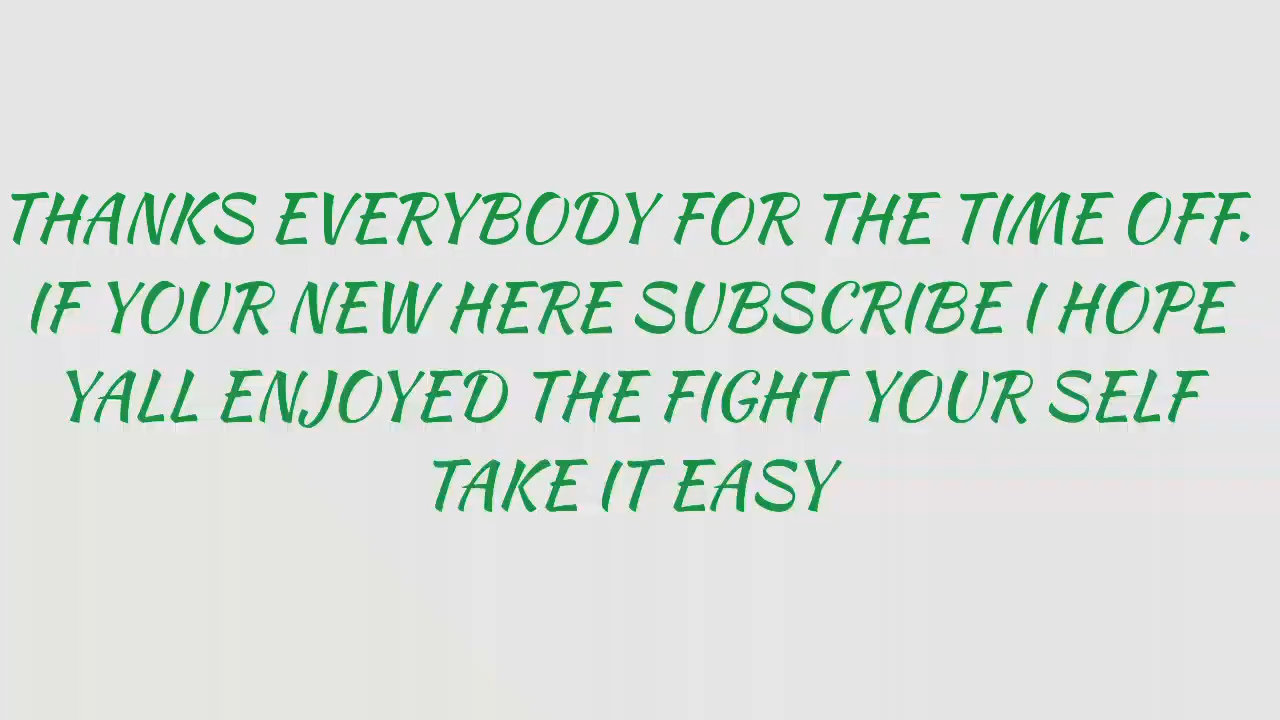 THANKS EVERYBODY FOR THE TIME OFF.
IF YOUR NEW HERE SUBSCRIBE I HOPE
YALL ENJOYED THE FIGHT YOUR SELF
TAKE IT EASY